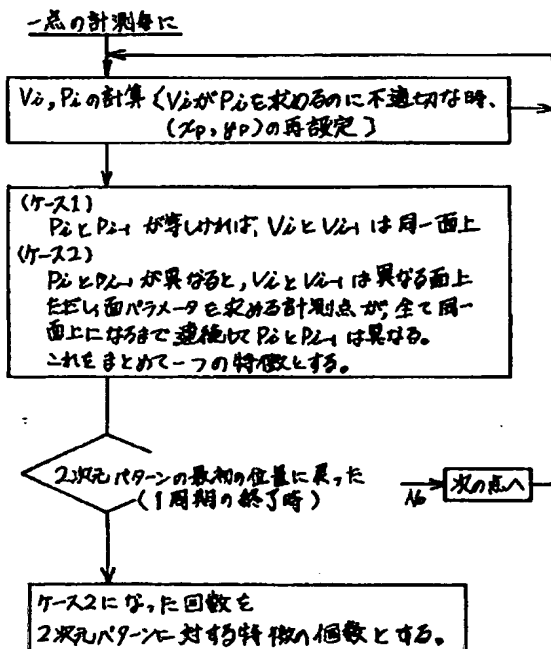 一点の計測毎に
Vi, Piの計算 {ViがPiを求めるのに不適切な時、
(xp, yp)の再設定}
(ケース1)
PiとPi-1が等しければ, ViとVi-1は同一面上
(ケース2)
PiとPi-1が異なると, ViとVi-1は異なる面上
ただし面パラメータを求める計測点が, 全て同一
面上になるまで連続してPiとPi-1は異なる。
これをまとめて一つの特徴とする。
2次元パターンの最初の位置に戻った
(1周期の終了時)
No
次の点へ
ケース2になった回数を
2次元パターンに対する特徴の個数とする。